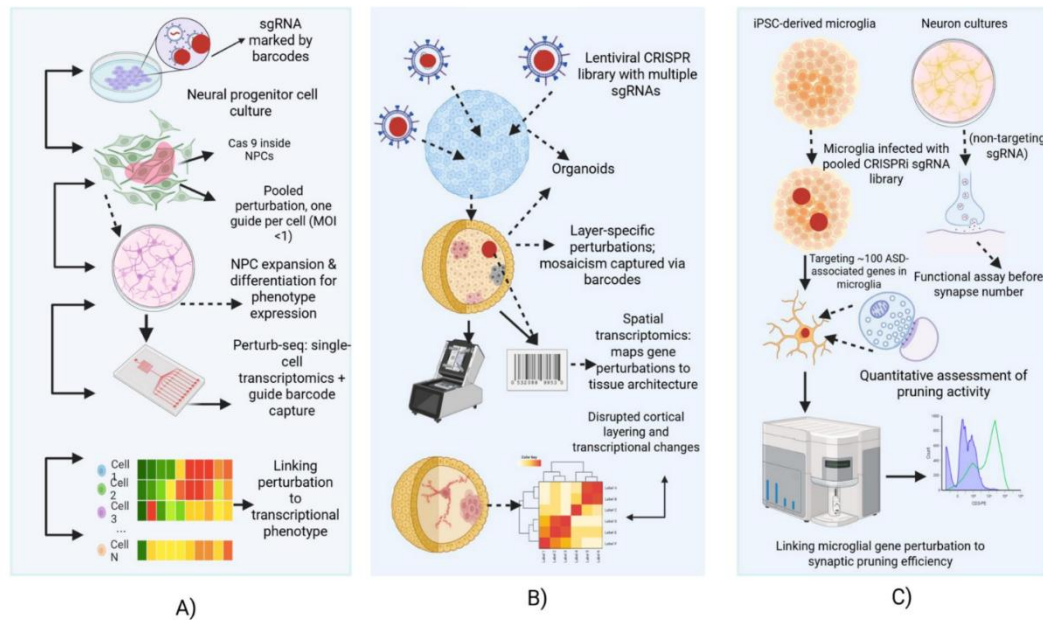 sgRNA
marked by
barcodes
Neural progenitor cell
culture
Cas 9 inside
NPCs
Pooled
perturbation, one
guide per cell (MOI
<1)
NPC expansion &
differentiation for
phenotype
expression
Perturb-seq: single-
cell
transcriptomics +
guide barcode
capture
Cell
1
Cell
2
Cell
3
...
Cell
N
Linking
perturbation
to
transcriptional
phenotype
A)
Lentiviral CRISPR
library with multiple
sgRNAs
Organoids
Layer-specific
perturbations;
mosaicism captured via
barcodes
Spatial
transcriptomics:
maps gene
perturbations to
tissue architecture
Disrupted cortical
layering and
transcriptional changes
Color Key
B)
iPSC-derived microglia
Neuron cultures
(non-targeting
sgRNA)
Microglia infected with
pooled CRISPRi sgRNA
library
Targeting ~100 ASD-
associated genes in
microglia
Functional assay before
synapse number
Quantitative assessment of
pruning activity
Count
Linking microglial gene perturbation to
synaptic pruning efficiency
C)